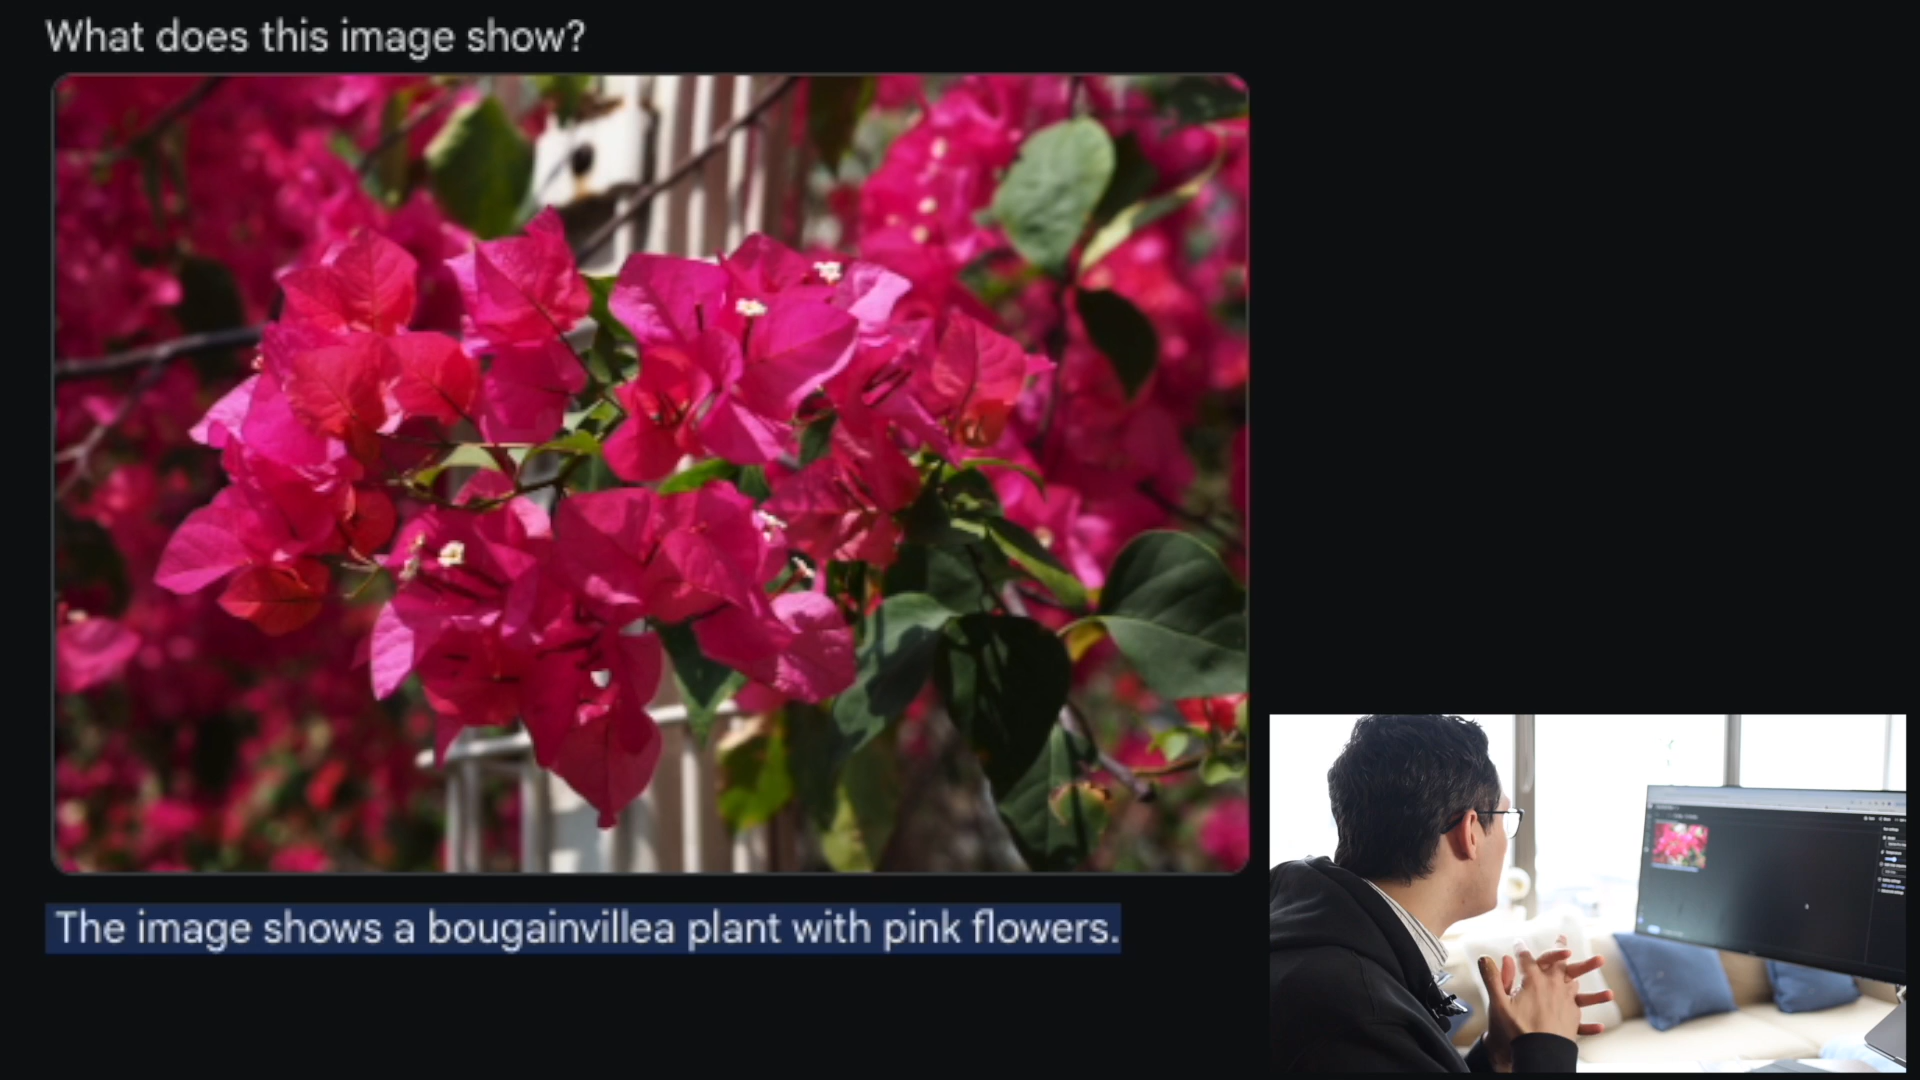 What does this image show?
The image shows a bougainvillea plant with pink flowers.